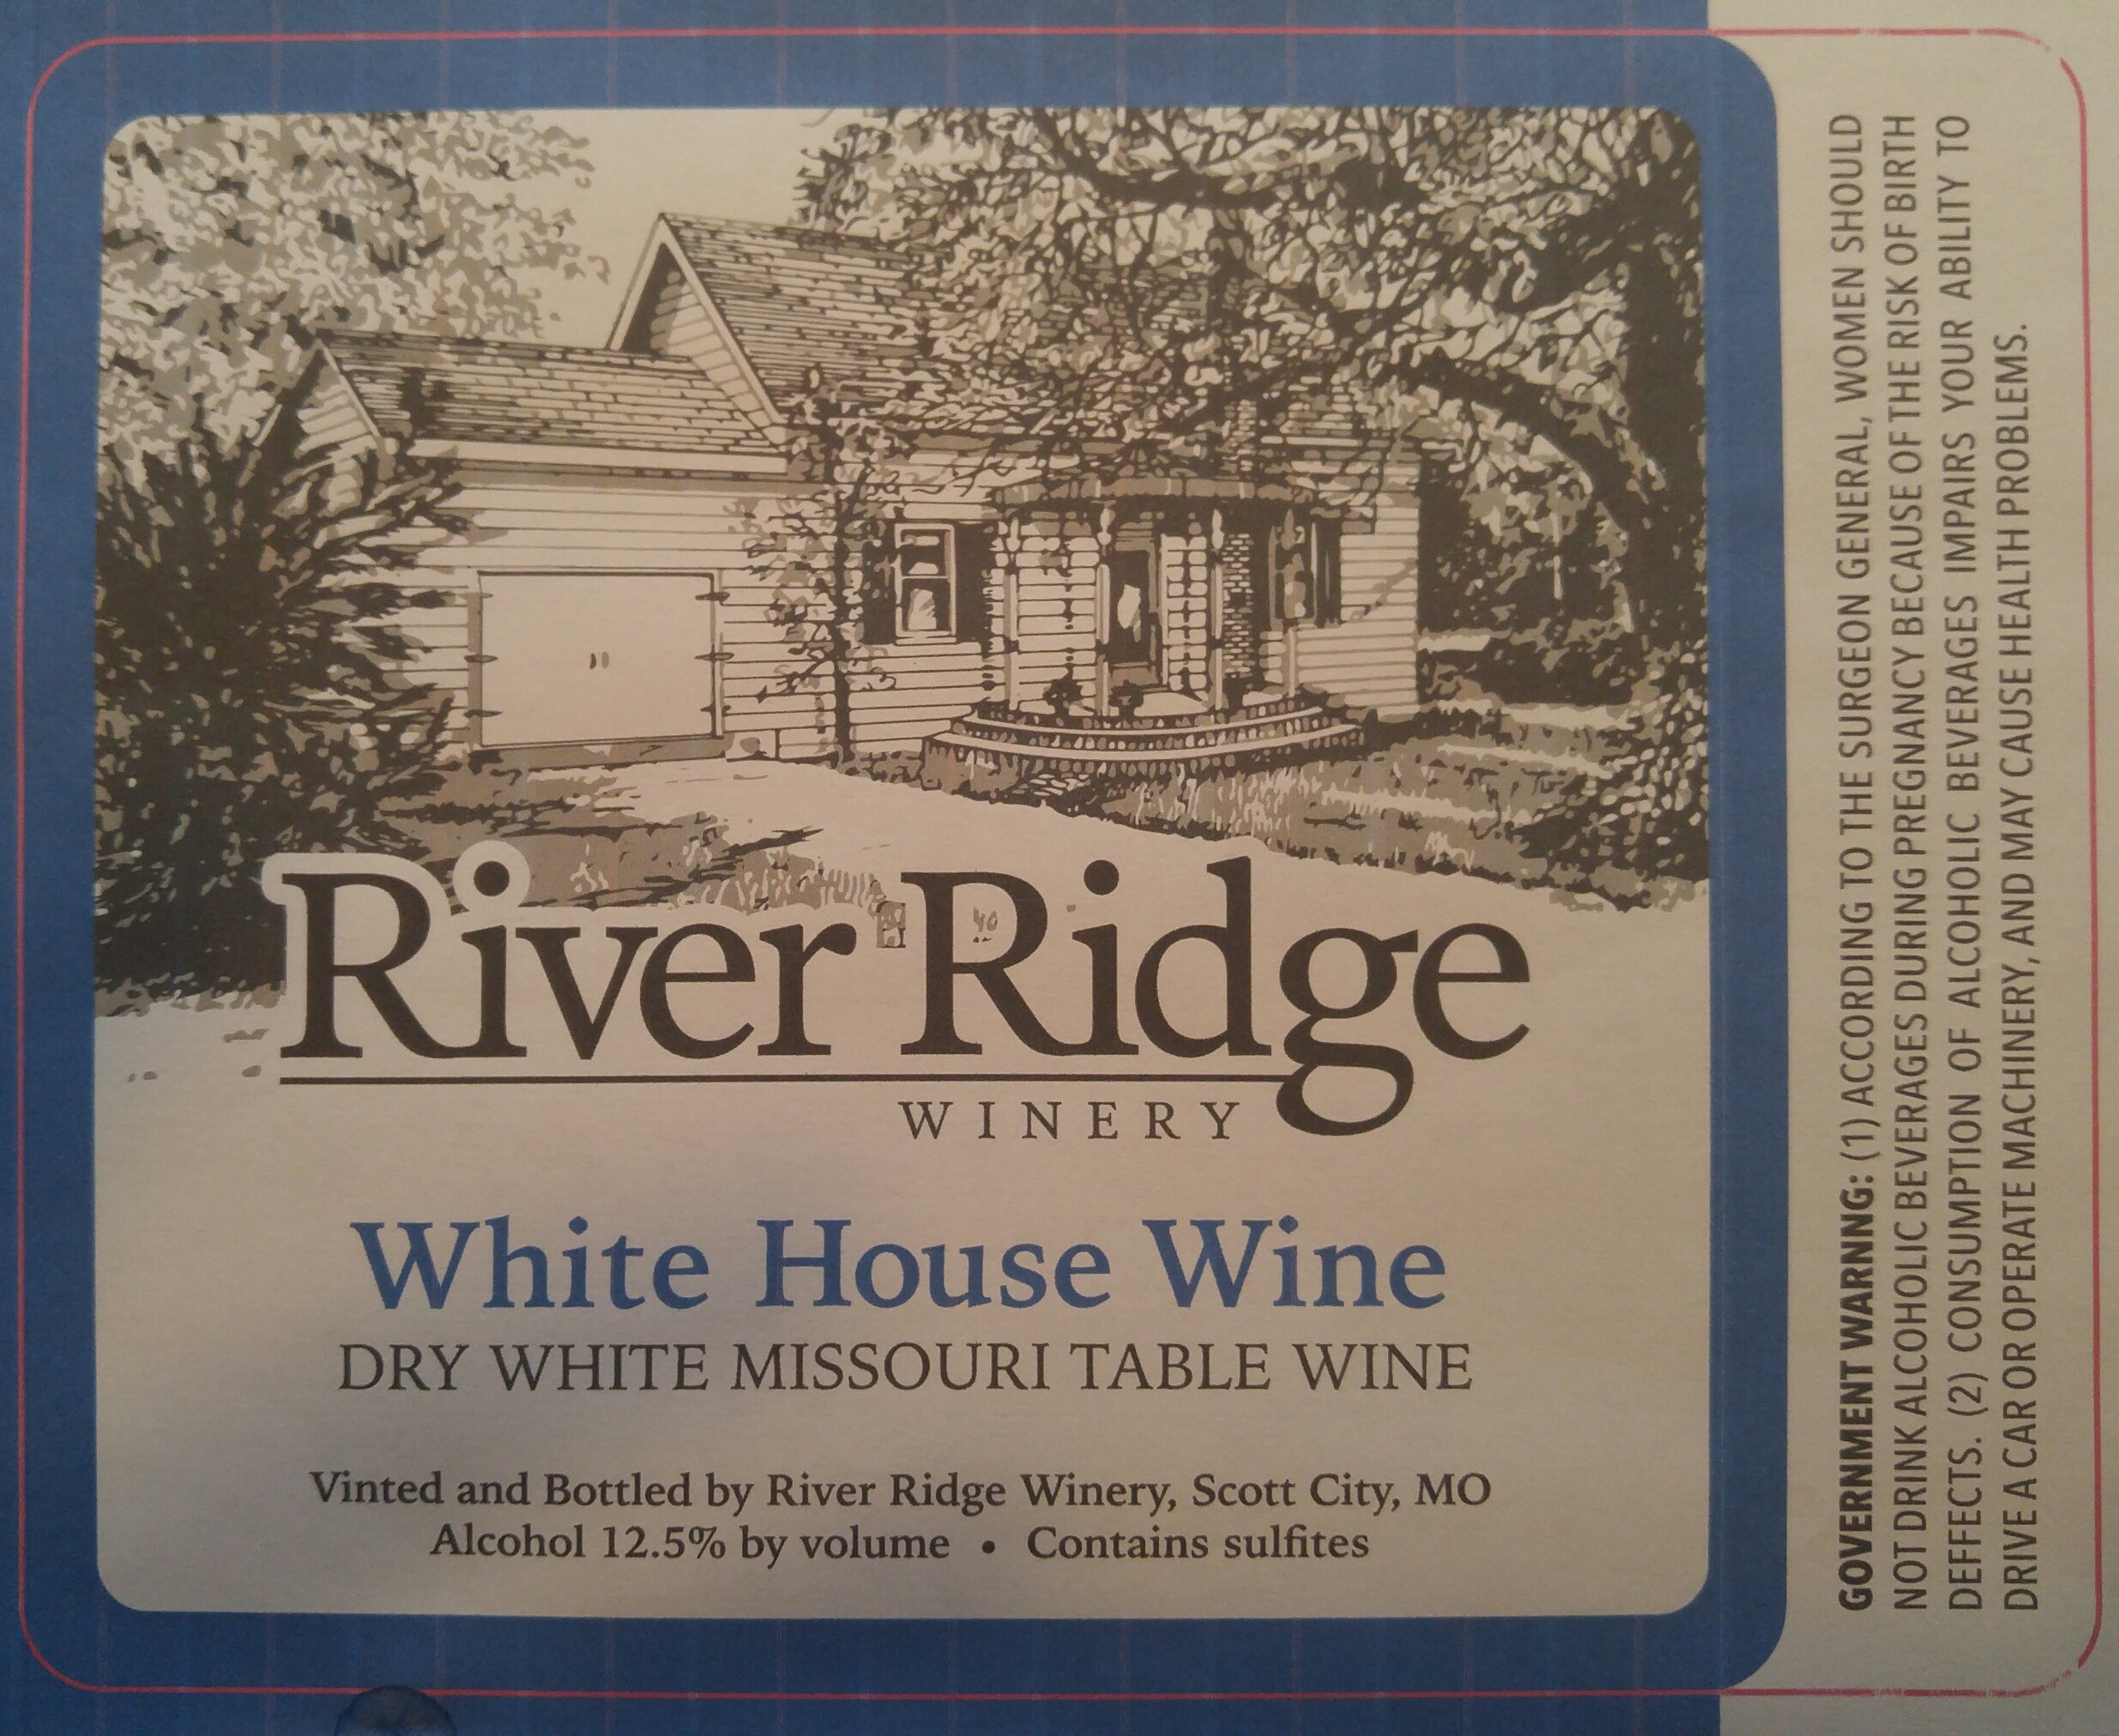 River Ridge
WINERY
White House Wine
DRY WHITE MISSOURI TABLE WINE
Vinted and Bottled by River Ridge Winery, Scott City, MO
Alcohol 12.5% by volume • Contains sulfites
GOVERNMENT WARNNG: (1) ACCORDING TO THE SURGEON GENERAL, WOMEN SHOULD
NOT DRINK ALCOHOLIC BEVERAGES DURING PREGNANCY BECAUSE OF THE RISK OF BIRTH
DEFFECTS. (2) CONSUMPTION OF ALCOHOLIC BEVERAGES IMPAIRS YOUR ABILITY TO
DRIVE A CAR OR OPERATE MACHINERY, AND MAY CAUSE HEALTH PROBLEMS.